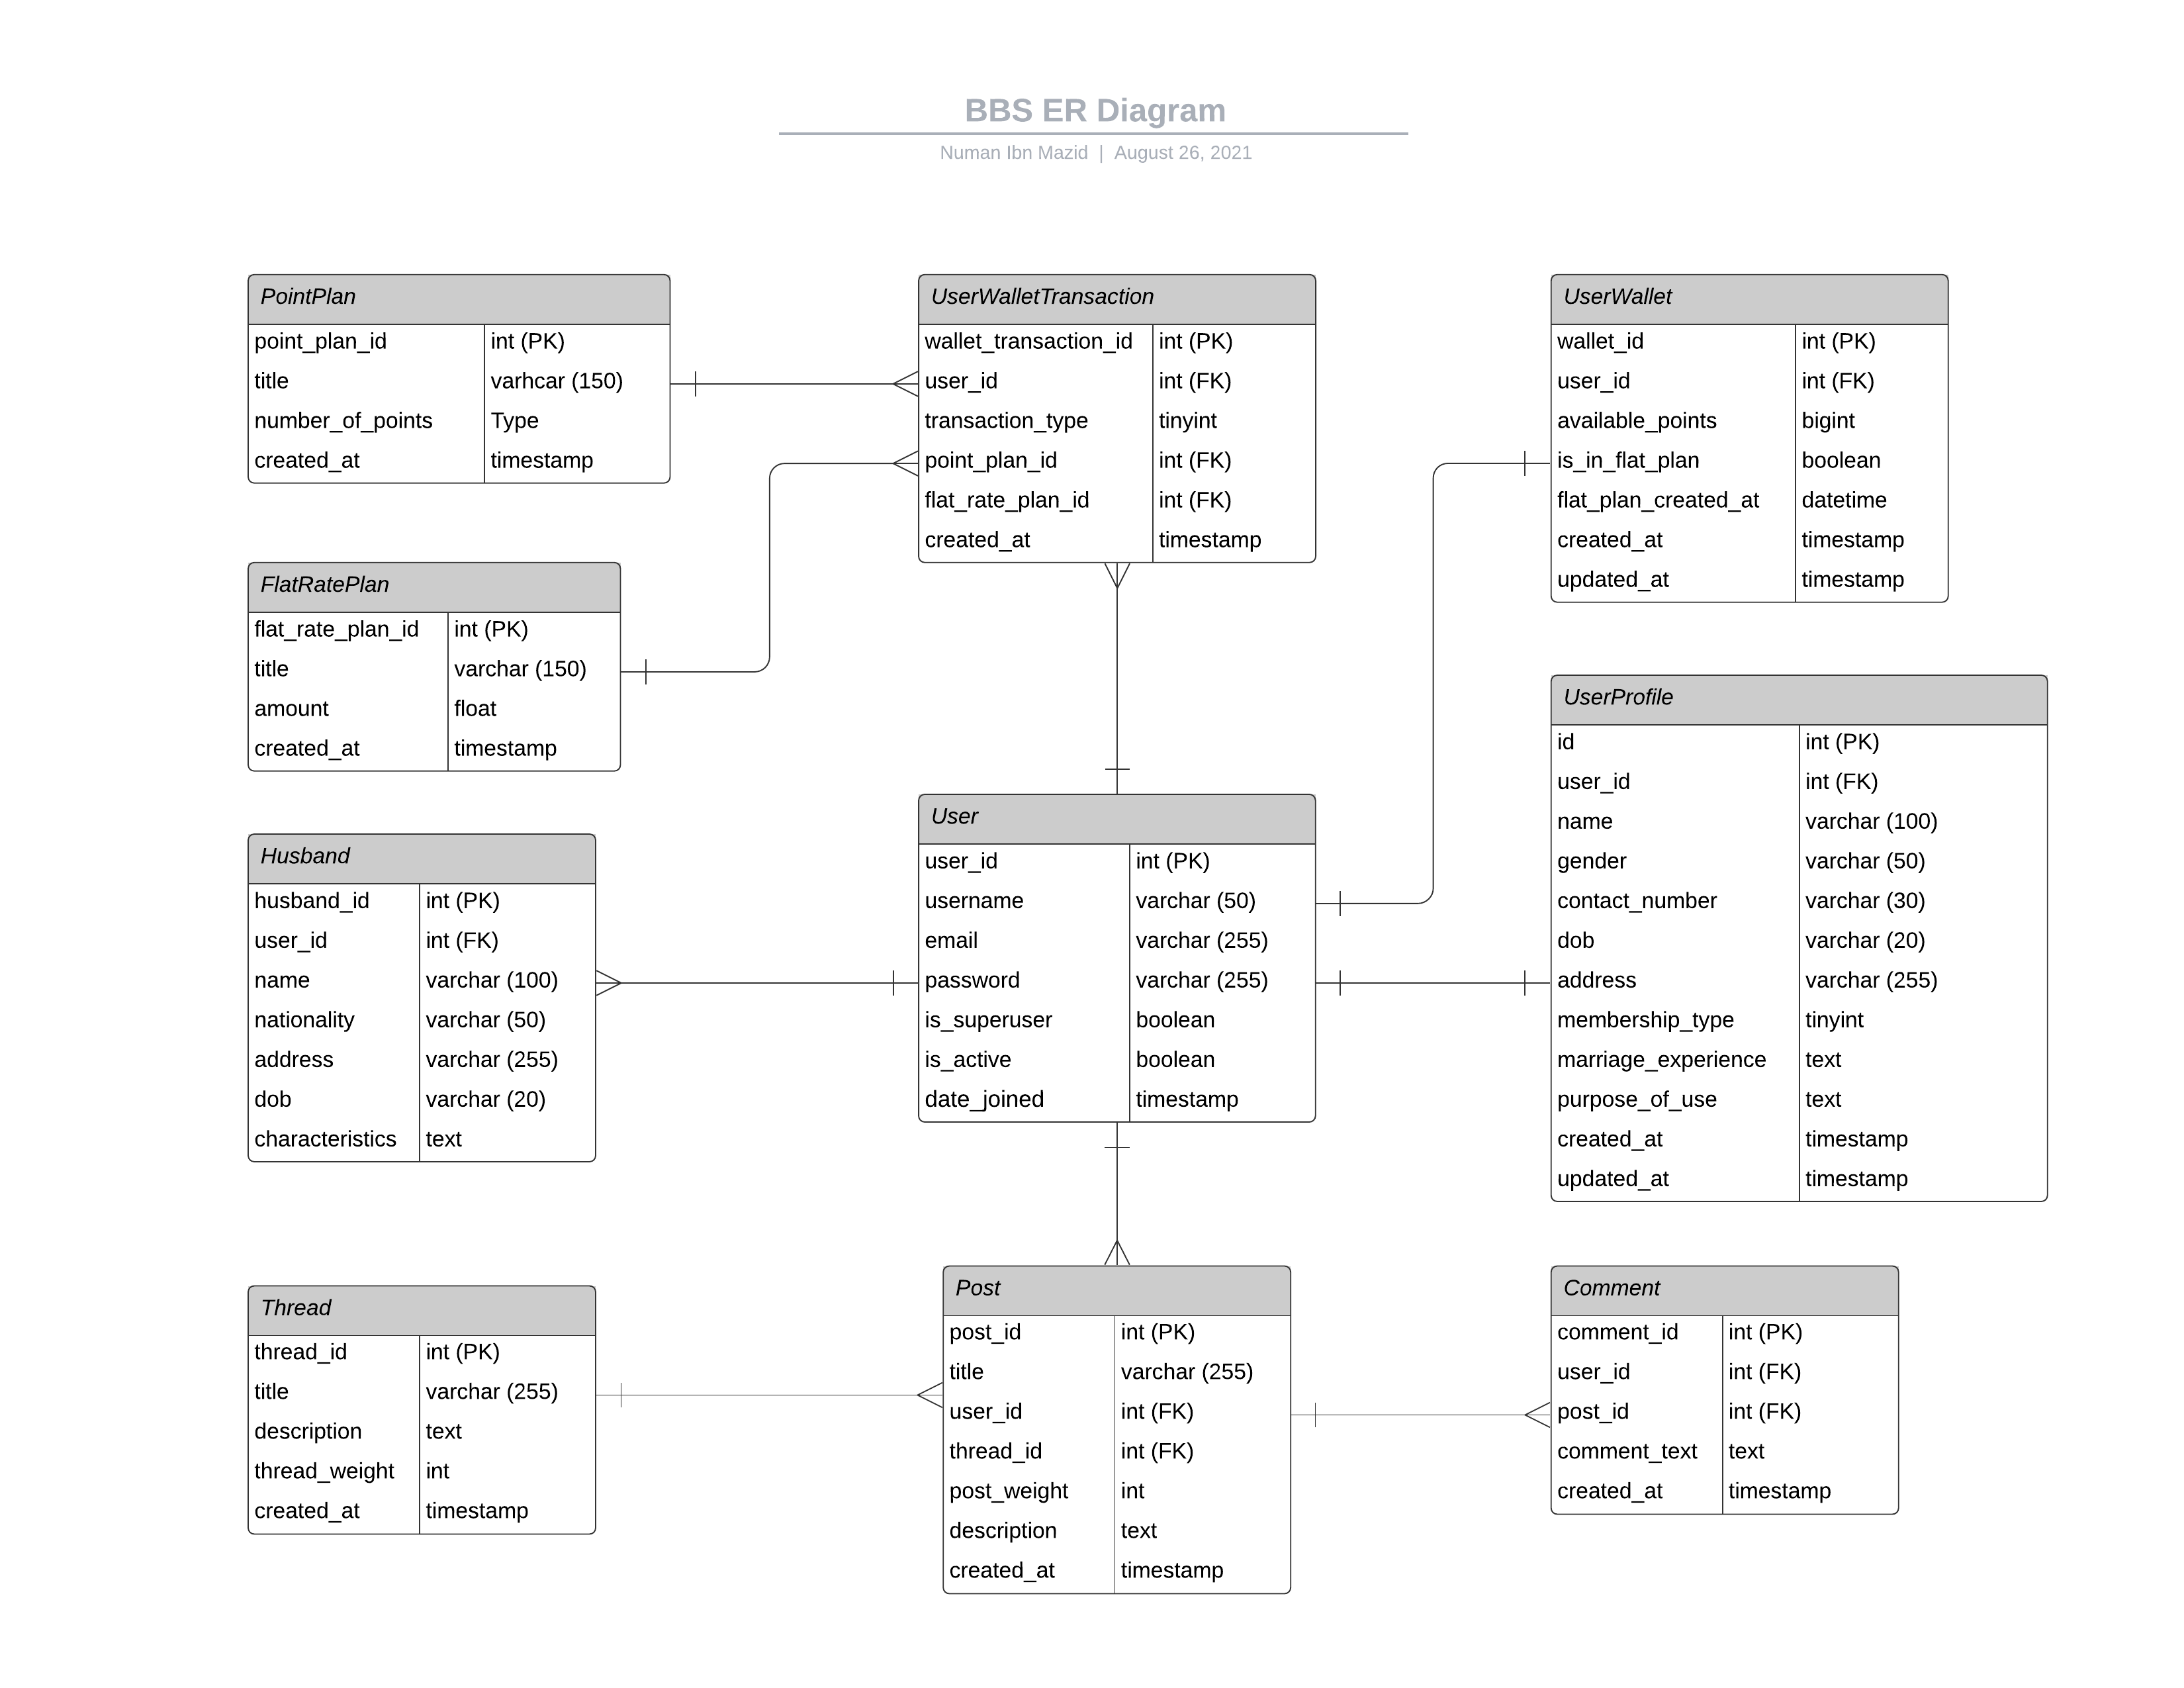 BBS ER Diagram
Numan Ibn Mazid | August 26, 2021
PointPlan
point_plan_id int (PK)
title varhcar (150)
number_of_points Type
created_at timestamp
UserWalletTransaction
wallet_transaction_id int (PK)
user_id int (FK)
transaction_type tinyint
point_plan_id int (FK)
flat_rate_plan_id int (FK)
created_at timestamp
UserWallet
wallet_id int (PK)
user_id int (FK)
available_points bigint
is_in_flat_plan boolean
flat_plan_created_at datetime
created_at timestamp
updated_at timestamp
FlatRatePlan
flat_rate_plan_id int (PK)
title varchar (150)
amount float
created_at timestamp
UserProfile
id int (PK)
user_id int (FK)
name varchar (100)
gender varchar (50)
contact_number varchar (30)
dob varchar (20)
address varchar (255)
membership_type tinyint
marriage_experience text
purpose_of_use text
created_at timestamp
updated_at timestamp
Husband
husband_id int (PK)
user_id int (FK)
name varchar (100)
nationality varchar (50)
address varchar (255)
dob varchar (20)
characteristics text
User
user_id int (PK)
username varchar (50)
email varchar (255)
password varchar (255)
is_superuser boolean
is_active boolean
date_joined timestamp
Thread
thread_id int (PK)
title varchar (255)
description text
thread_weight int
created_at timestamp
Post
post_id int (PK)
title varchar (255)
user_id int (FK)
thread_id int (FK)
post_weight int
description text
created_at timestamp
Comment
comment_id int (PK)
user_id int (FK)
post_id int (FK)
comment_text text
created_at timestamp